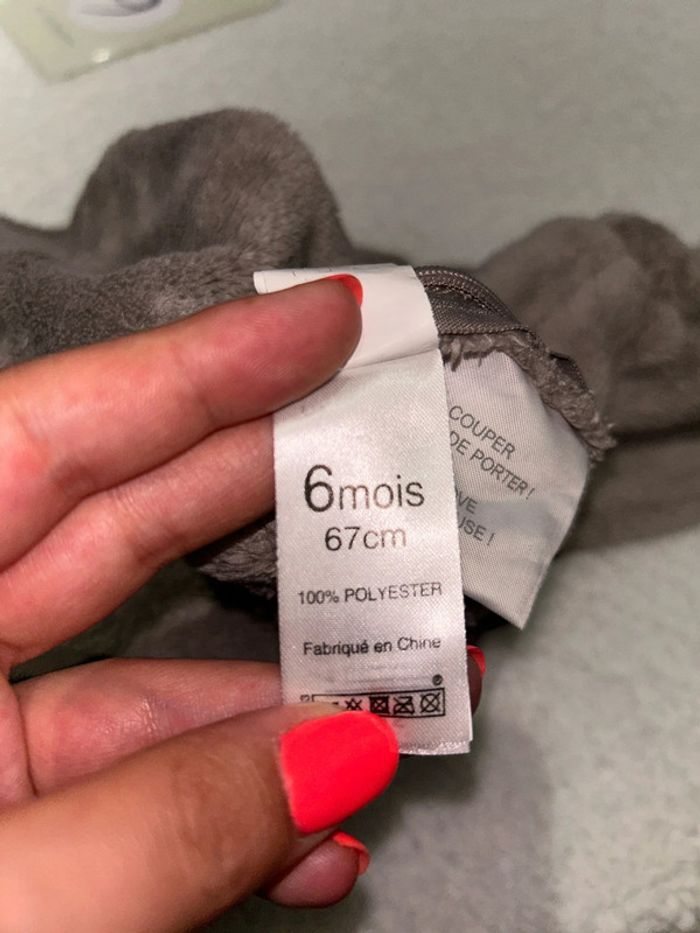 6mois
67cm
100% POLYESTER
Fabriqué en Chine
COUPER
DE PORTER !